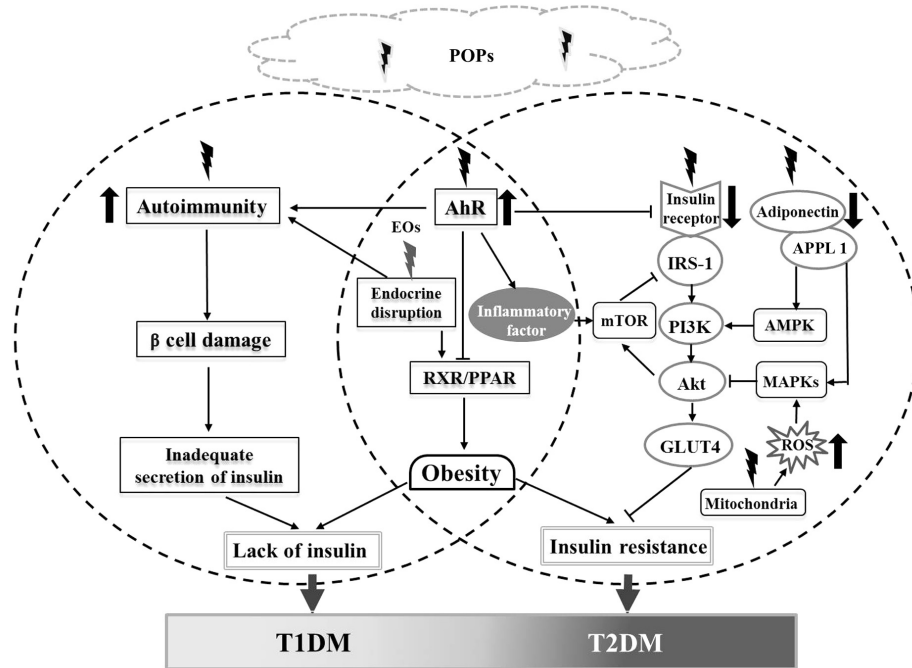 POPs
Autoimmunity
AhR
Insulin
receptor
Adiponectin
APPL 1
EOs
IRS-1
Endocrine
disruption
Inflammatory
factor
mTOR
PI3K
AMPK
β cell damage
RXR/PPAR
Akt
MAPKs
GLUT4
ROS
Inadequate
secretion of insulin
Obesity
Mitochondria
Lack of insulin
Insulin resistance
T1DM
T2DM